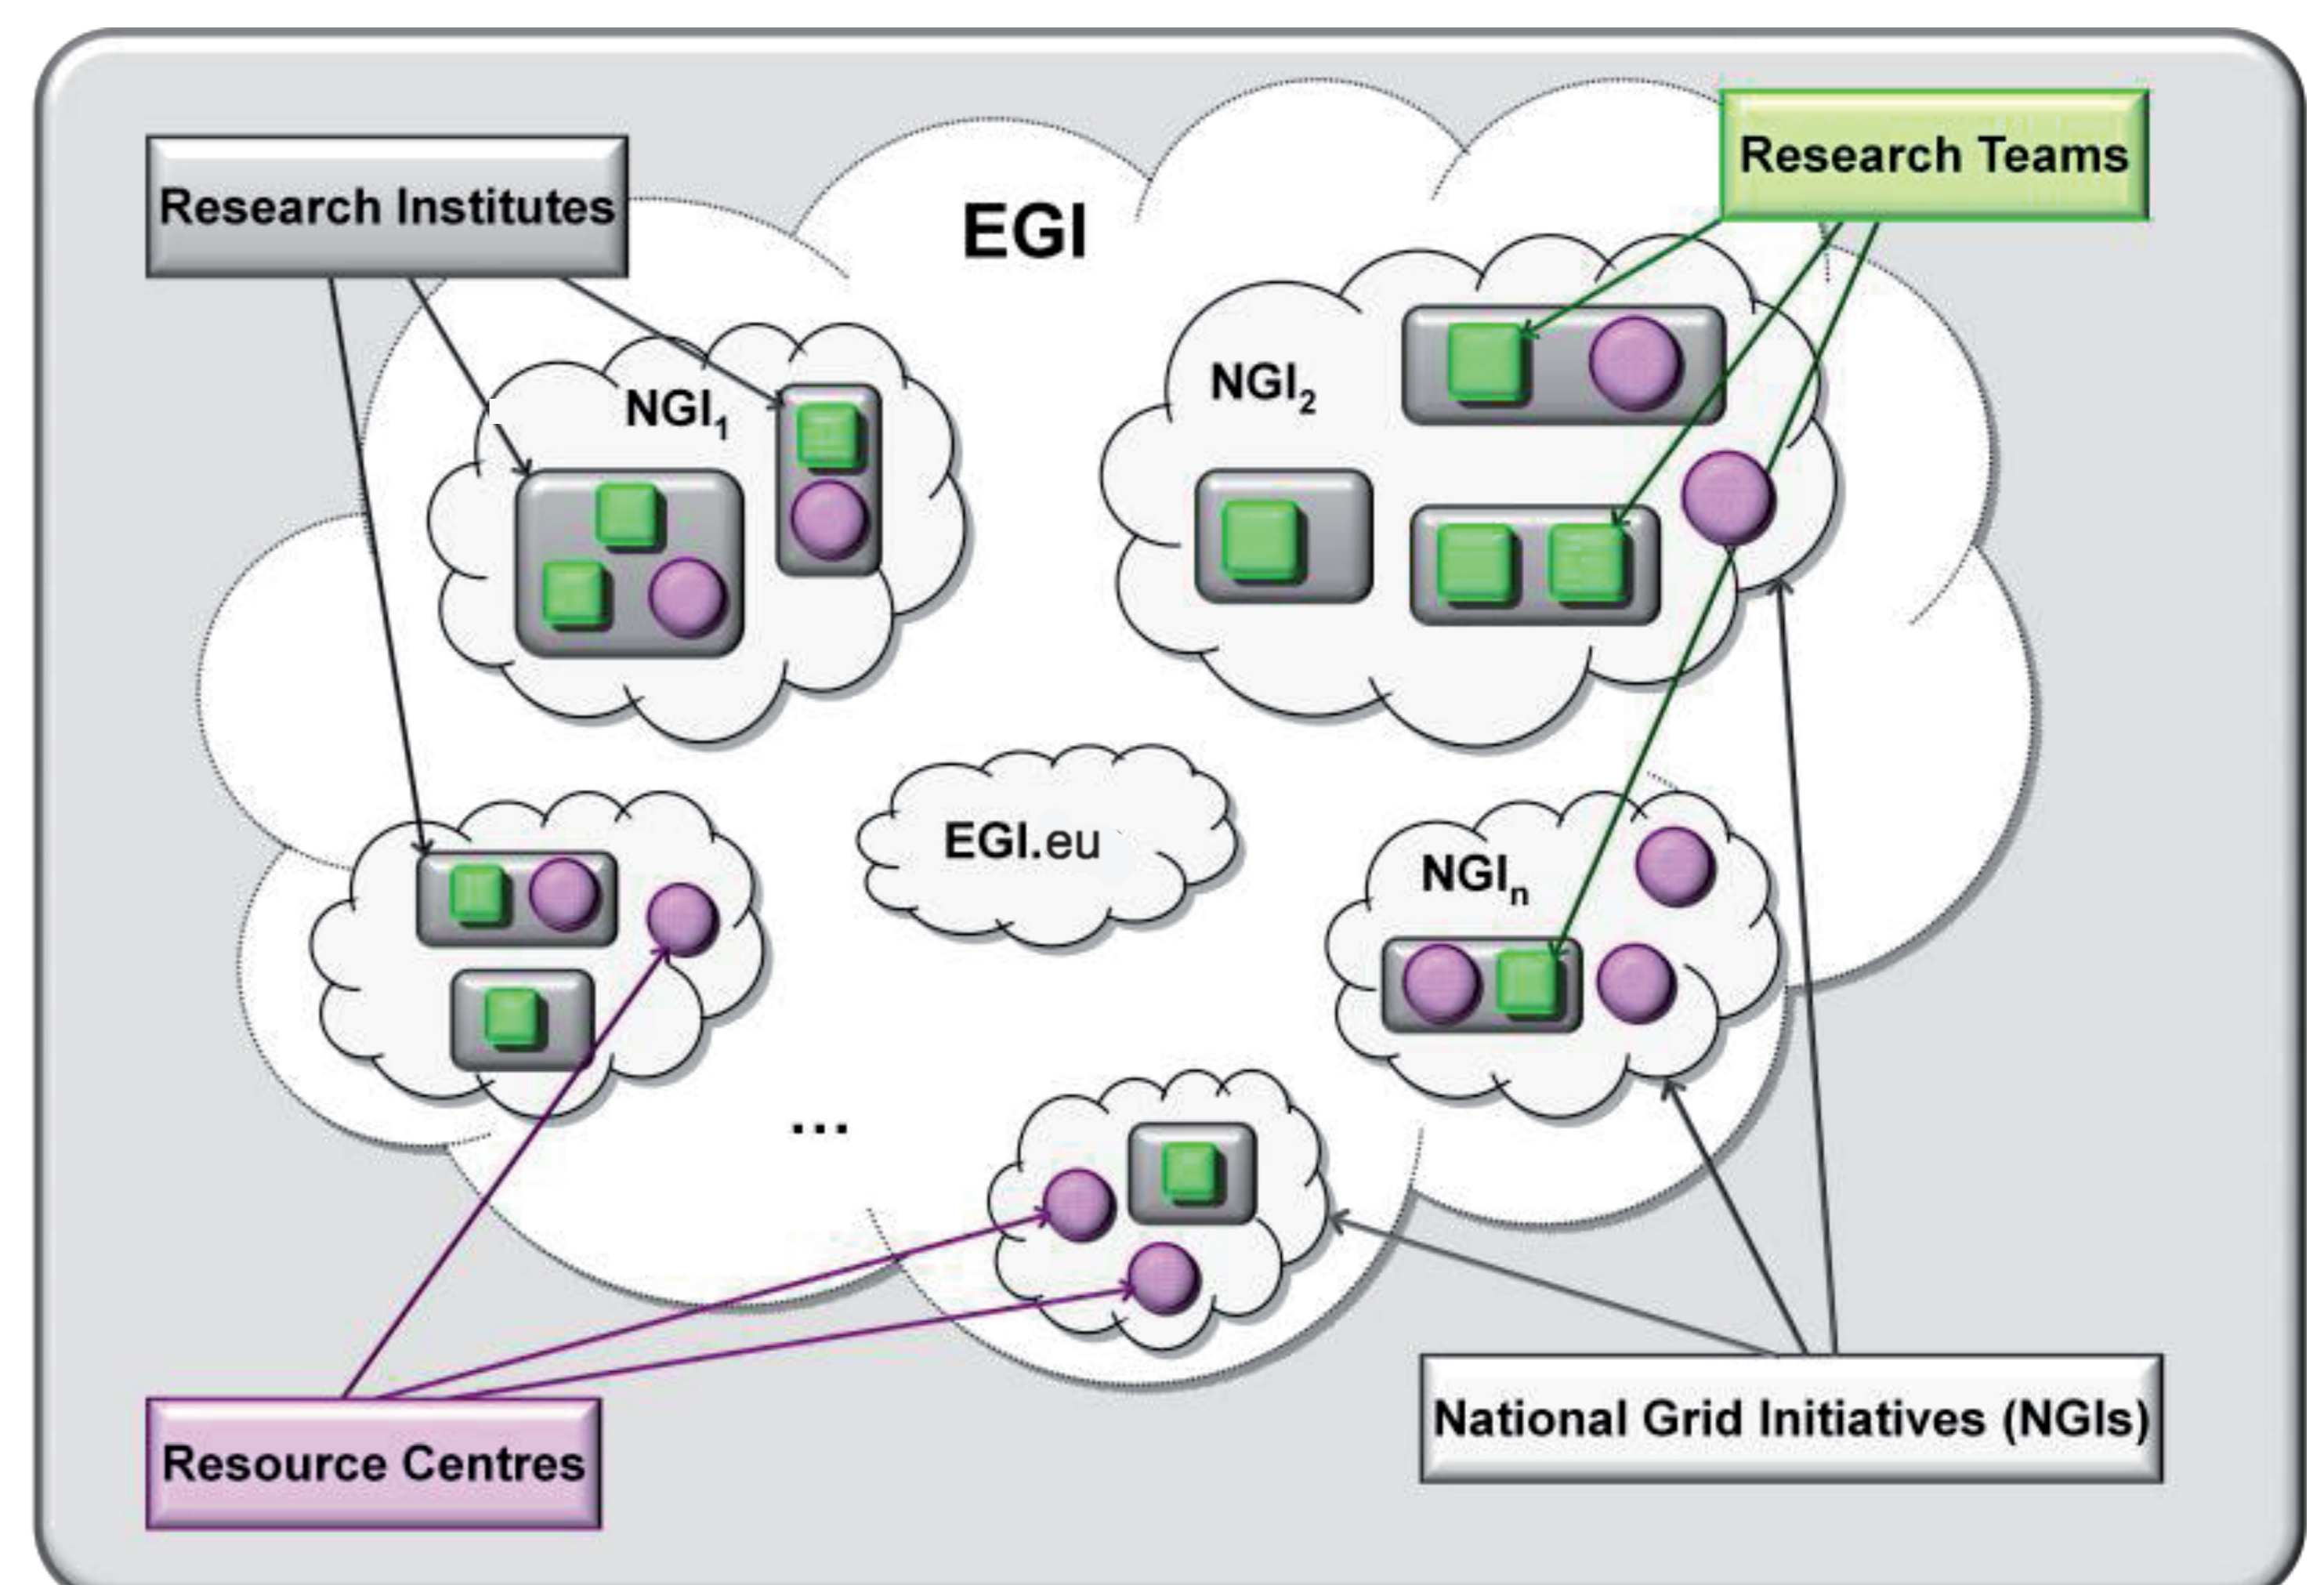 Research Teams
Research Institutes
EGI
NGI₂
NGI₁
EGI.eu
NGIₙ
...
National Grid Initiatives (NGIs)
Resource Centres